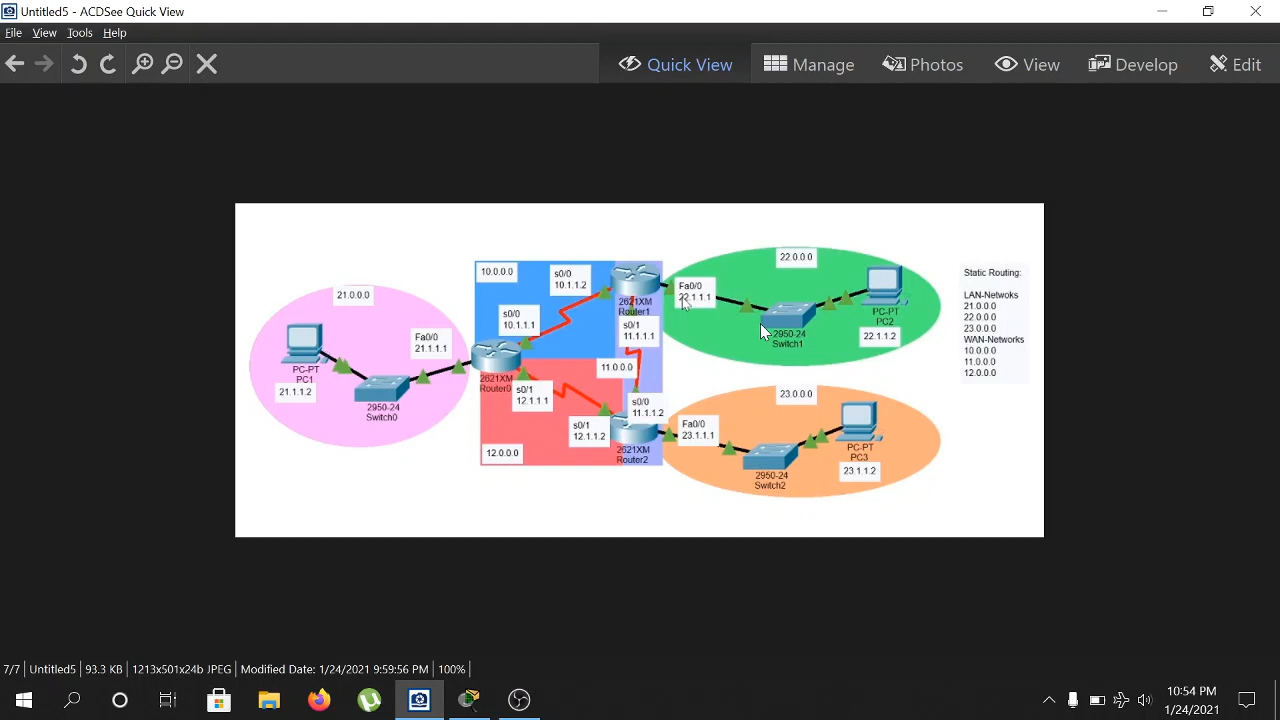 Untitled5 - ACDSee Quick View
File View Tools Help
Quick View
Manage
Photos
View
Develop
Edit
21.0.0.0
PC-PT
PC1
21.1.1.2
2950-24
Switch0
Fa0/0
21.1.1.1
2621XM
Router0
10.0.0.0
s0/0
10.1.1.2
s0/0
10.1.1.1
2621XM
Router1
s0/1
11.1.1.1
11.0.0.0
s0/1
12.1.1.1
s0/0
11.1.1.2
s0/1
12.1.1.2
12.0.0.0
2621XM
Router2
Fa0/0
22.1.1.1
22.0.0.0
2950-24
Switch1
PC-PT
PC2
22.1.1.2
Fa0/0
23.1.1.1
23.0.0.0
2950-24
Switch2
PC-PT
PC3
23.1.1.2
Static Routing:
LAN-Netwoks
21.0.0.0
22.0.0.0
23.0.0.0
WAN-Networks
10.0.0.0
11.0.0.0
12.0.0.0
7/7 Untitled5 93.3 KB 1213x501x24b JPEG Modified Date: 1/24/2021 9:59:56 PM 100%
10:54 PM
1/24/2021